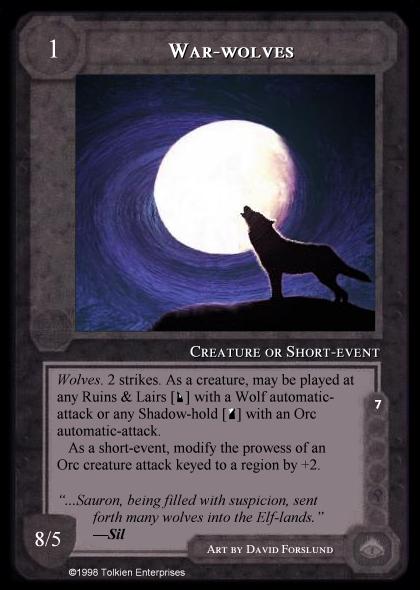 1
War-wolves
Creature or Short-event
Wolves. 2 strikes. As a creature, may be played at
any Ruins & Lairs [] with a Wolf automatic-
attack or any Shadow-hold [] with an Orc
automatic-attack.
As a short-event, modify the prowess of an
Orc creature attack keyed to a region by +2.
7
“...Sauron, being filled with suspicion, sent
forth many wolves into the Elf-lands.”
—Sil
8/5
Art by David Forslund
©1998 Tolkien Enterprises